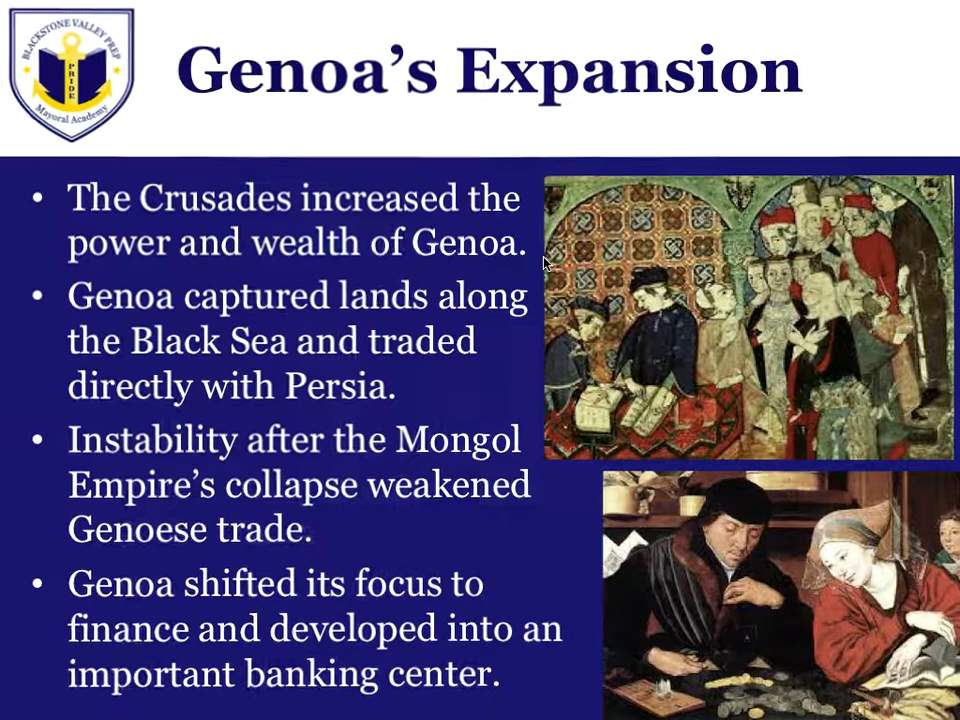 BLACKSTONE VALLEY PREP
PRIDE
Mayoral Academy
Genoa's Expansion
• The Crusades increased the
power and wealth of Genoa.
• Genoa captured lands along
the Black Sea and traded
directly with Persia.
• Instability after the Mongol
Empire's collapse weakened
Genoese trade.
• Genoa shifted its focus to
finance and developed into an
important banking center.